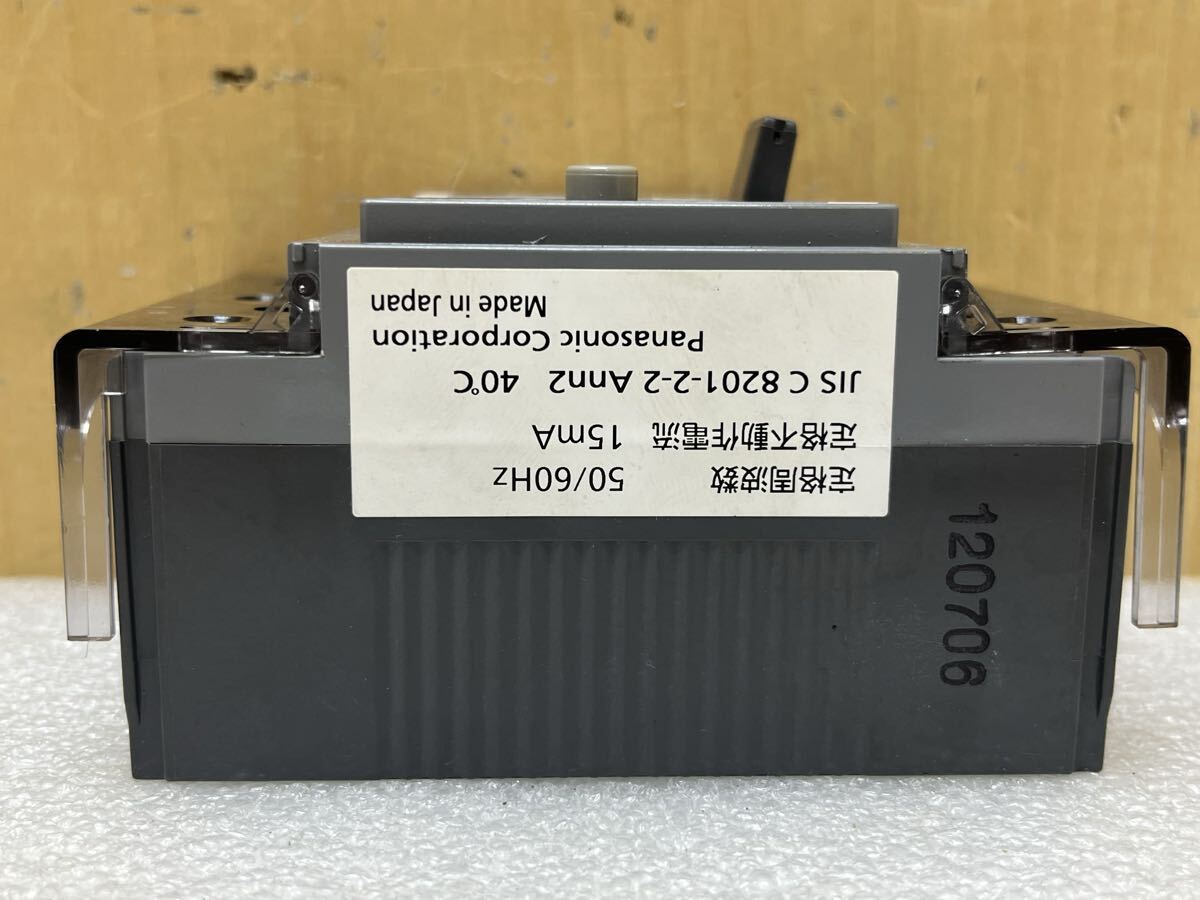 定格周波数 50/60Hz
定格不動作電流 15mA
JIS C 8201-2-2 Ann2 40℃
Panasonic Corporation
Made in Japan
120706